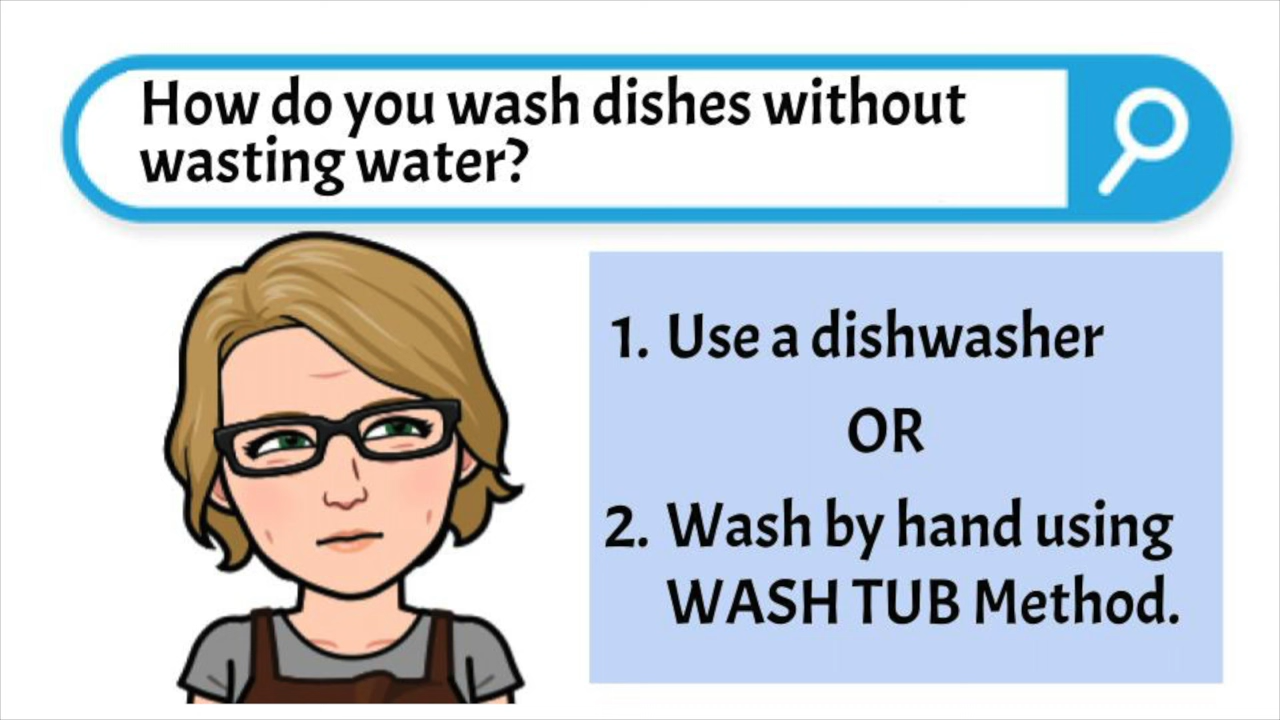 How do you wash dishes without
wasting water?
1. Use a dishwasher
OR
2. Wash by hand using
WASH TUB Method.